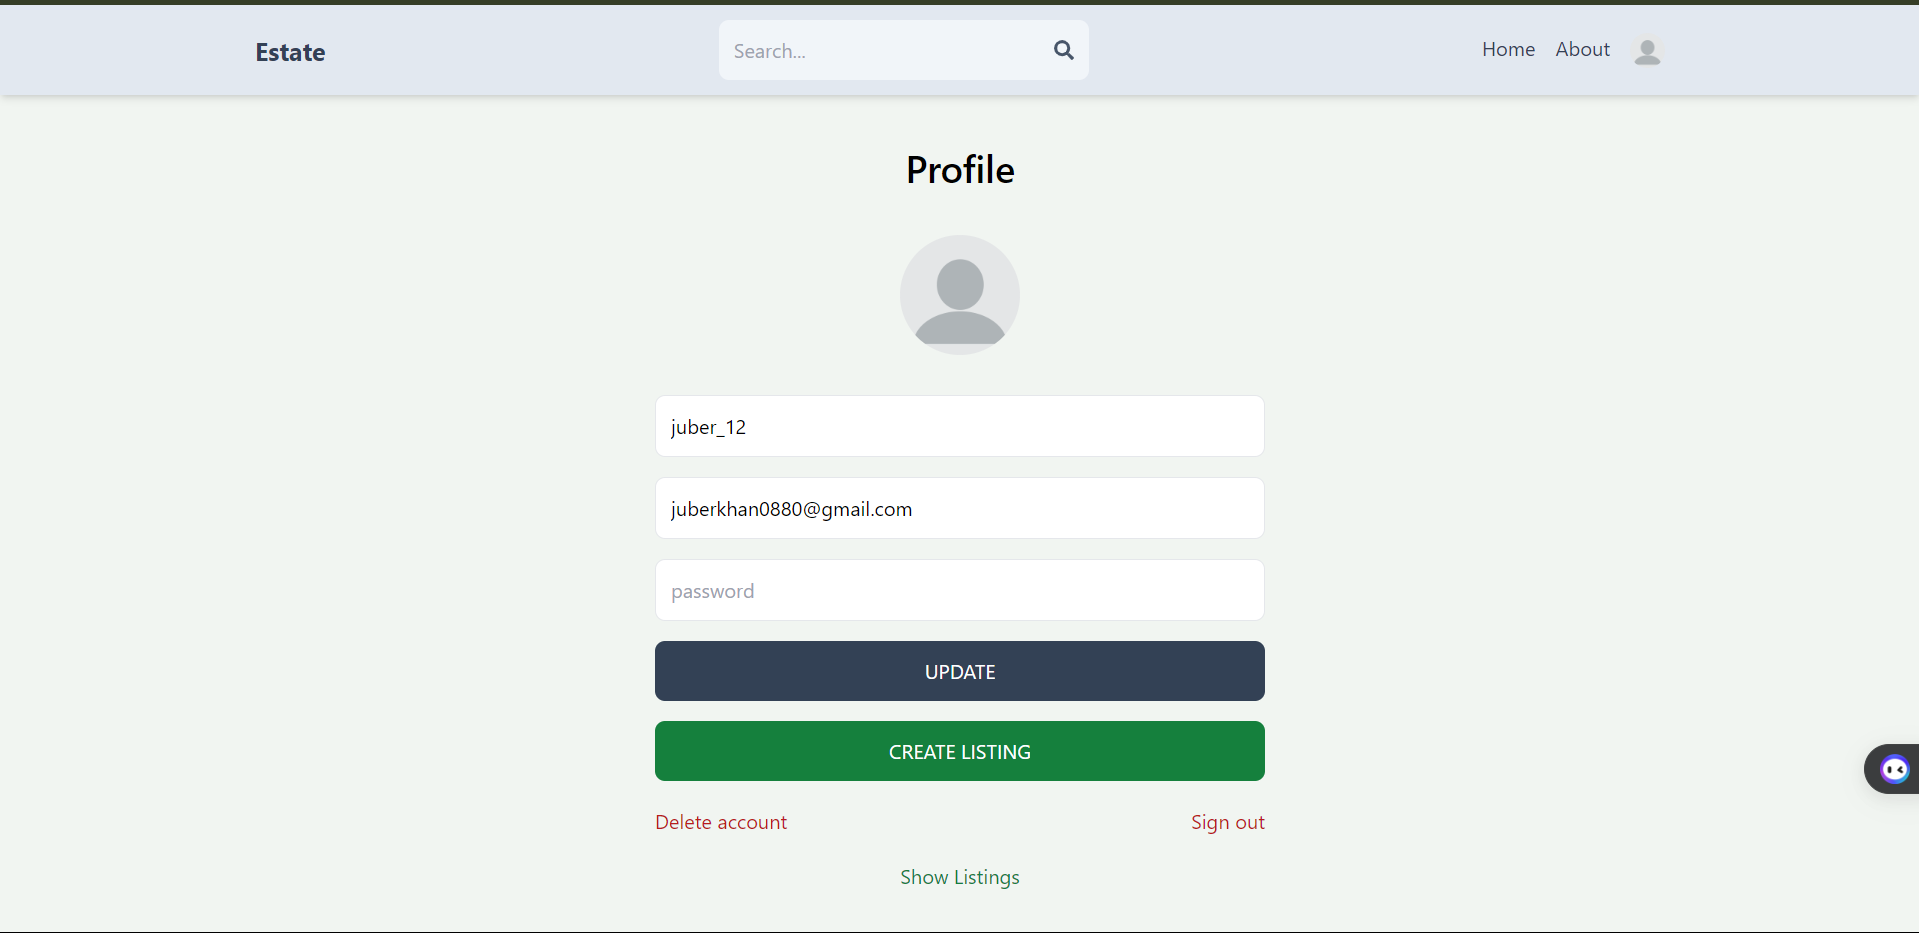 Estate
Search...
Home About
Profile
juber_12
juberkhan0880@gmail.com
password
UPDATE
CREATE LISTING
Delete account
Sign out
Show Listings